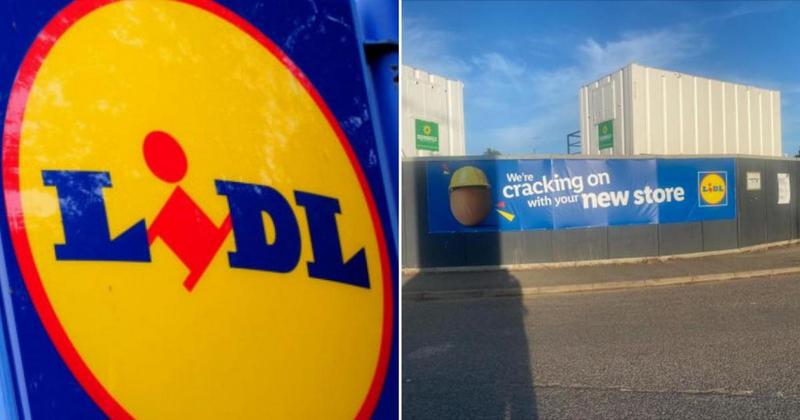 LiDL
We're
cracking on
with your new store
LiDL